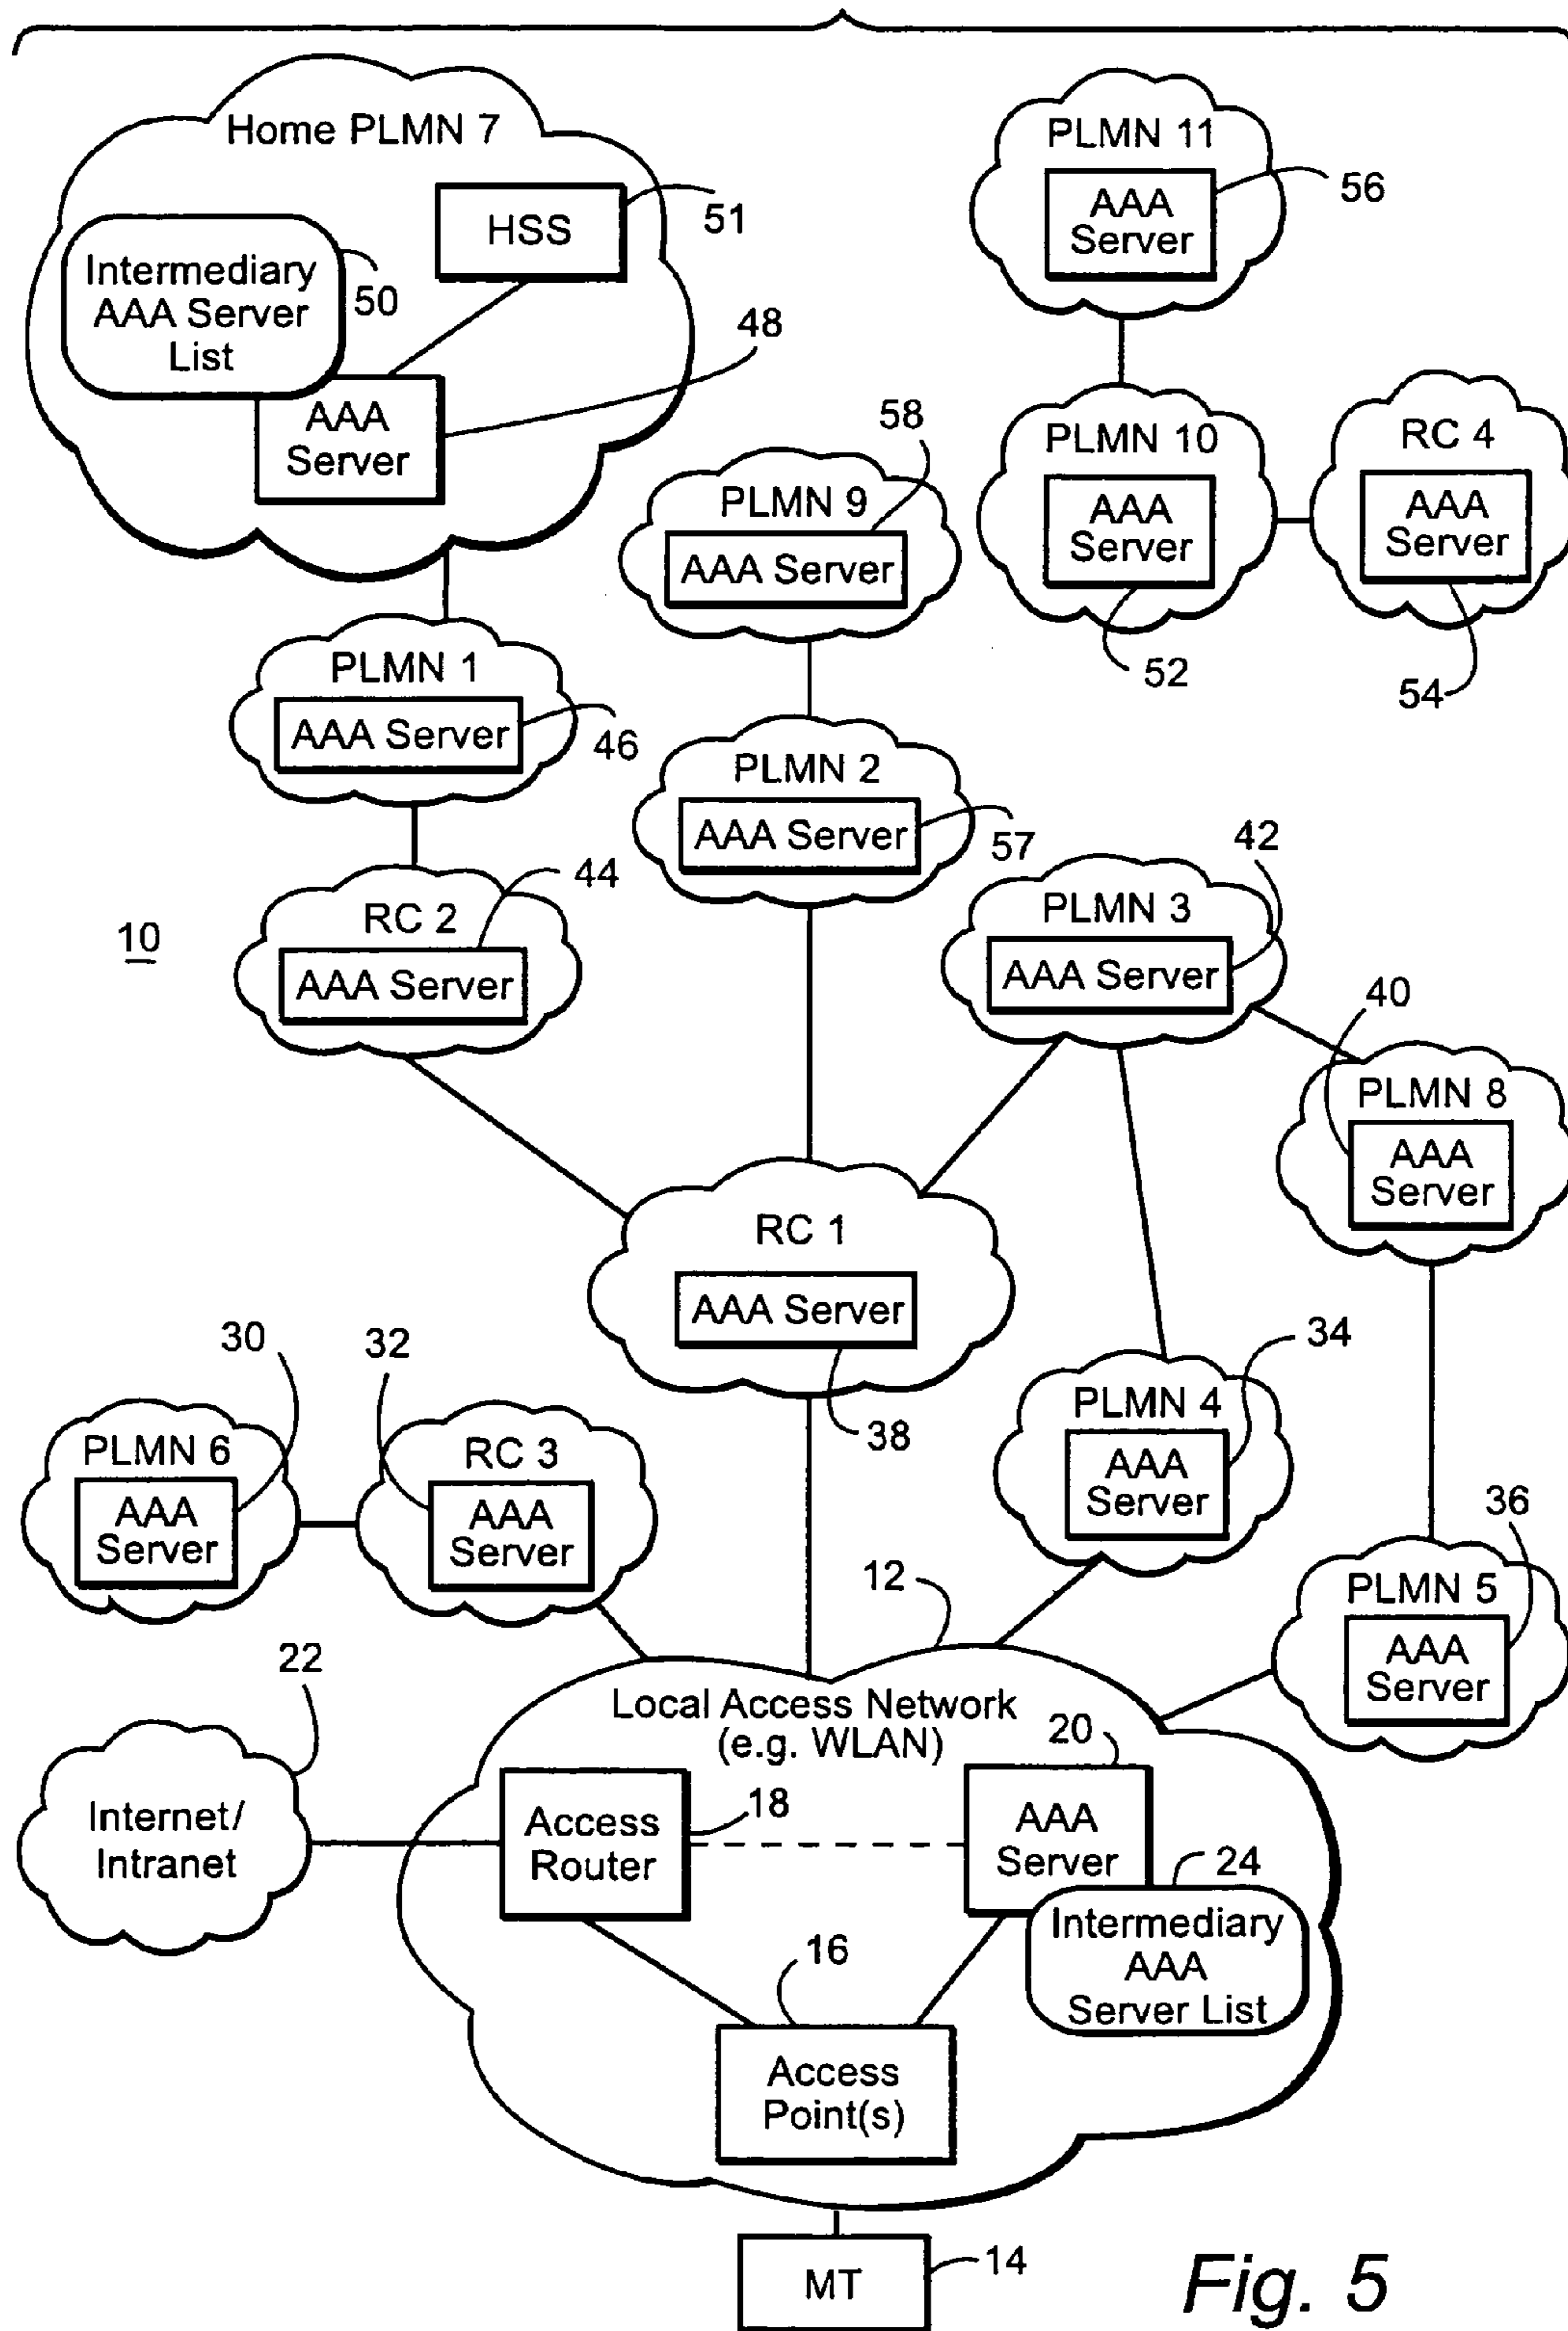 Home PLMN 7
HSS
51
Intermediary
AAA Server
List
50
48
AAA
Server
PLMN 11
AAA
Server
56
PLMN 10
AAA
Server
52
RC 4
AAA
Server
54
58
PLMN 9
AAA Server
PLMN 1
AAA Server
46
PLMN 2
AAA Server
57
44
RC 2
AAA Server
10
42
PLMN 3
AAA Server
40
PLMN 8
AAA
Server
RC 1
AAA Server
38
34
PLMN 4
AAA
Server
30
PLMN 6
AAA
Server
32
RC 3
AAA
Server
36
PLMN 5
AAA
Server
12
22
Internet/
Intranet
Local Access Network
(e.g. WLAN)
20
Access
Router
18
AAA
Server
24
Intermediary
AAA
Server List
16
Access
Point(s)
MT
14
Fig. 5